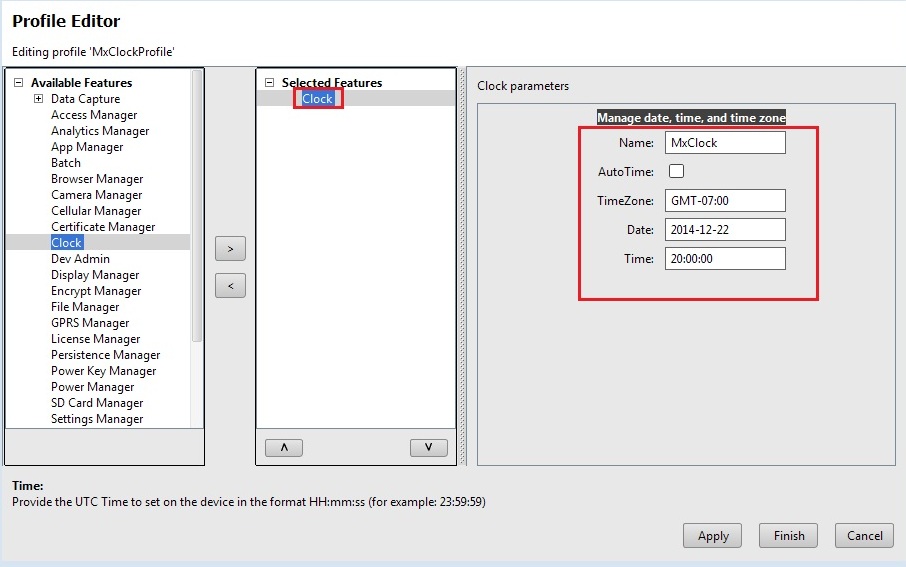 Profile Editor
Editing profile 'MxClockProfile'
Available Features
Data Capture
Access Manager
Analytics Manager
App Manager
Batch
Browser Manager
Camera Manager
Cellular Manager
Certificate Manager
Clock
Dev Admin
Display Manager
Encrypt Manager
File Manager
GPRS Manager
License Manager
Persistence Manager
Power Key Manager
Power Manager
SD Card Manager
Settings Manager
>
<
Selected Features
Clock
Clock parameters
Manage date, time, and time zone
Name: MxClock
AutoTime:
TimeZone: GMT-07:00
Date: 2014-12-22
Time: 20:00:00
Time:
Provide the UTC Time to set on the device in the format HH:mm:ss (for example: 23:59:59)
Apply Finish Cancel